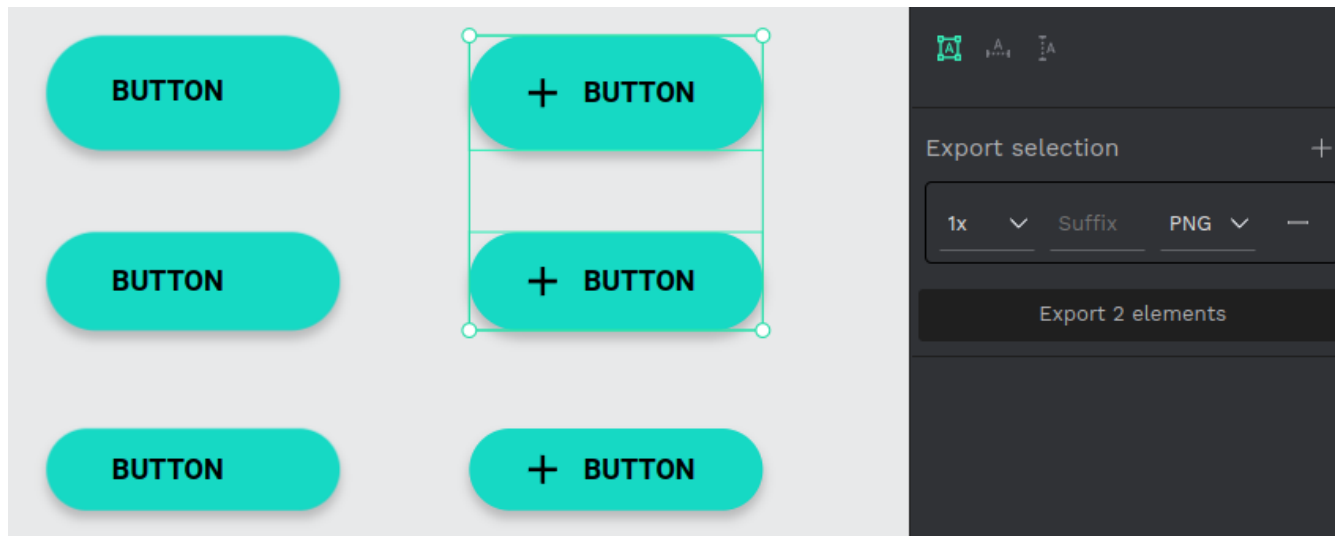 BUTTON
+ BUTTON
BUTTON
+ BUTTON
BUTTON
+ BUTTON
A A A
Export selection +
1x Suffix PNG —
Export 2 elements